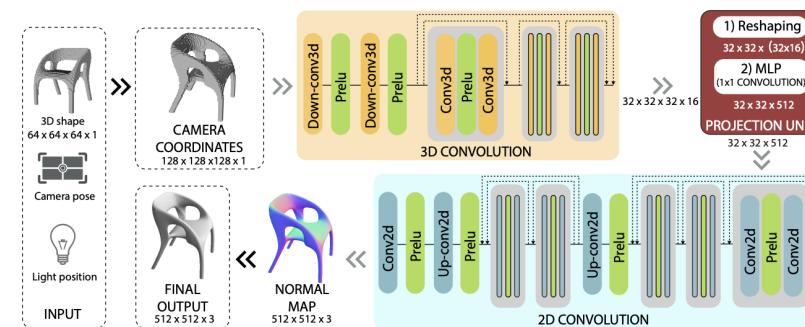 3D shape
64 x 64 x 64 x 1
Camera pose
Light position
INPUT
CAMERA
COORDINATES
128 x 128 x128 x 1
Down-conv3d
Prelu
Down-conv3d
Prelu
Conv3d
Prelu
Conv3d
3D CONVOLUTION
32 x 32 x 32 x 16
1) Reshaping
32 x 32 x (32x16)
2) MLP
(1x1 CONVOLUTION)
32 x 32 x 512
PROJECTION UN
32 x 32 x 512
FINAL
OUTPUT
512 x 512 x 3
NORMAL
MAP
512 x 512 x 3
Conv2d
Prelu
Up-conv2d
Prelu
Up-conv2d
Prelu
Conv2d
Prelu
Conv2d
2D CONVOLUTION